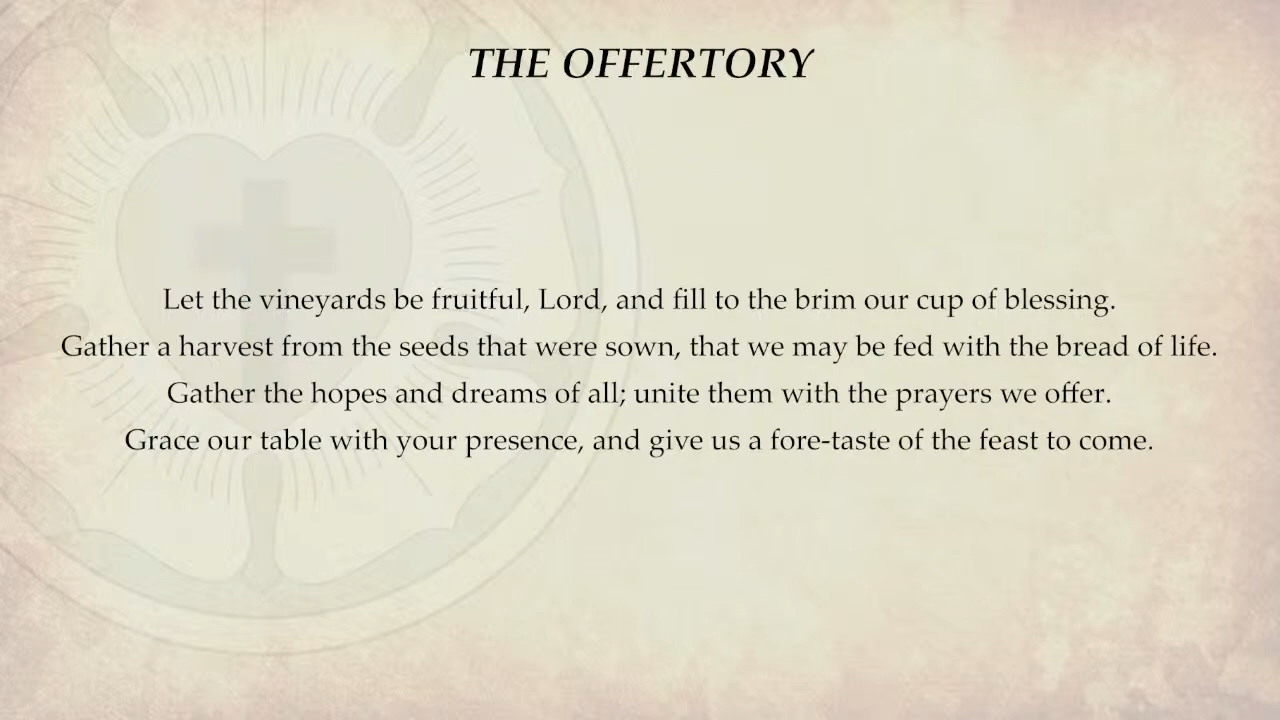 THE OFFERTORY
Let the vineyards be fruitful, Lord, and fill to the brim our cup of blessing.
Gather a harvest from the seeds that were sown, that we may be fed with the bread of life.
Gather the hopes and dreams of all; unite them with the prayers we offer.
Grace our table with your presence, and give us a fore-taste of the feast to come.